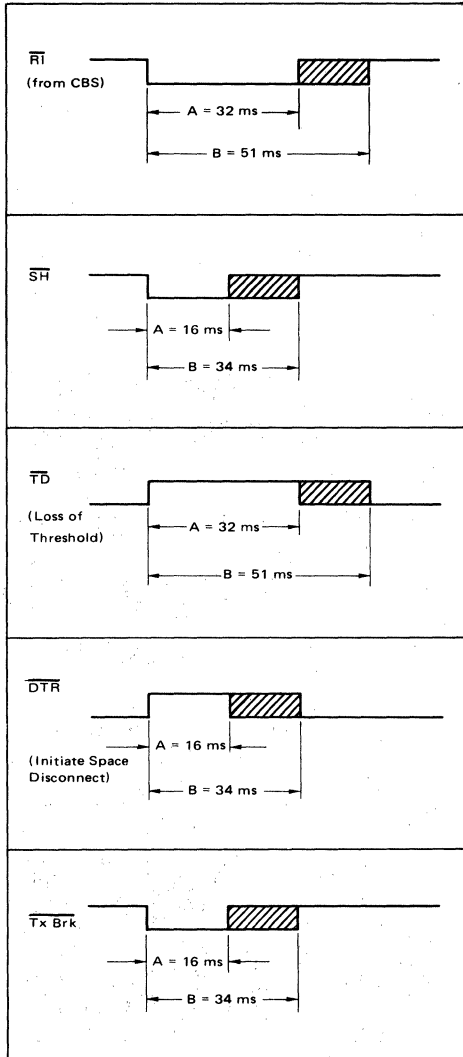 RI
(from CBS)
A = 32 ms
B = 51 ms
SH
A = 16 ms
B = 34 ms
TD
(Loss of
Threshold)
A = 32 ms
B = 51 ms
DTR
A = 16 ms
(Initiate Space
Disconnect)
B = 34 ms
Tx Brk
A = 16 ms
B = 34 ms